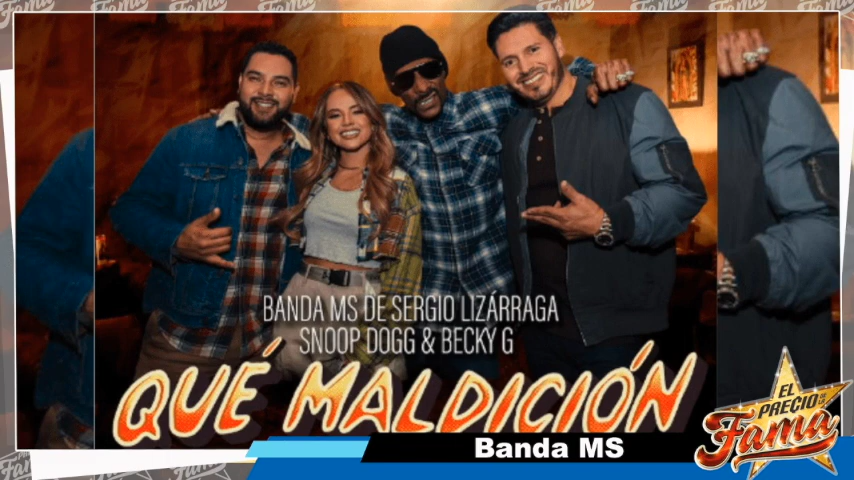 BANDA MS DE SERGIO LIZÁRRAGA
SNOOP DOGG & BECKY G
QUÉ MALDICIÓN
Banda MS
EL
PRECIO DE LA
Fama